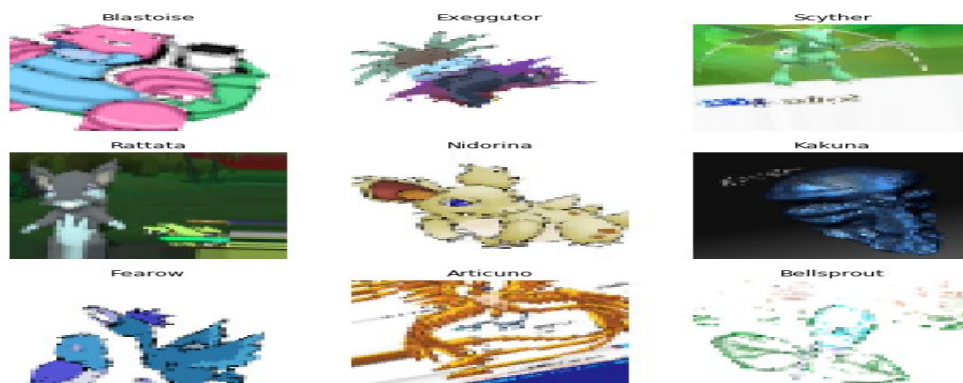 Blastoise Exeggutor Scyther
Rattata Nidorina Kakuna
Fearow Articuno Bellsprout